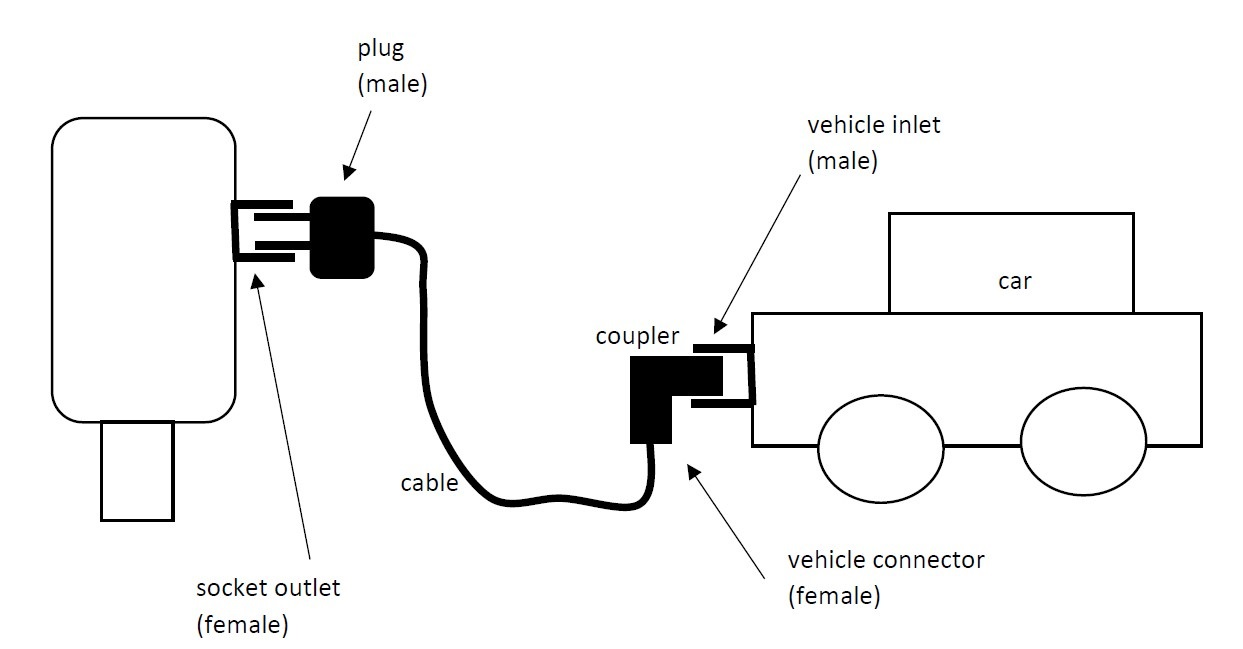 plug
(male)
vehicle inlet
(male)
car
coupler
cable
vehicle connector
(female)
socket outlet
(female)